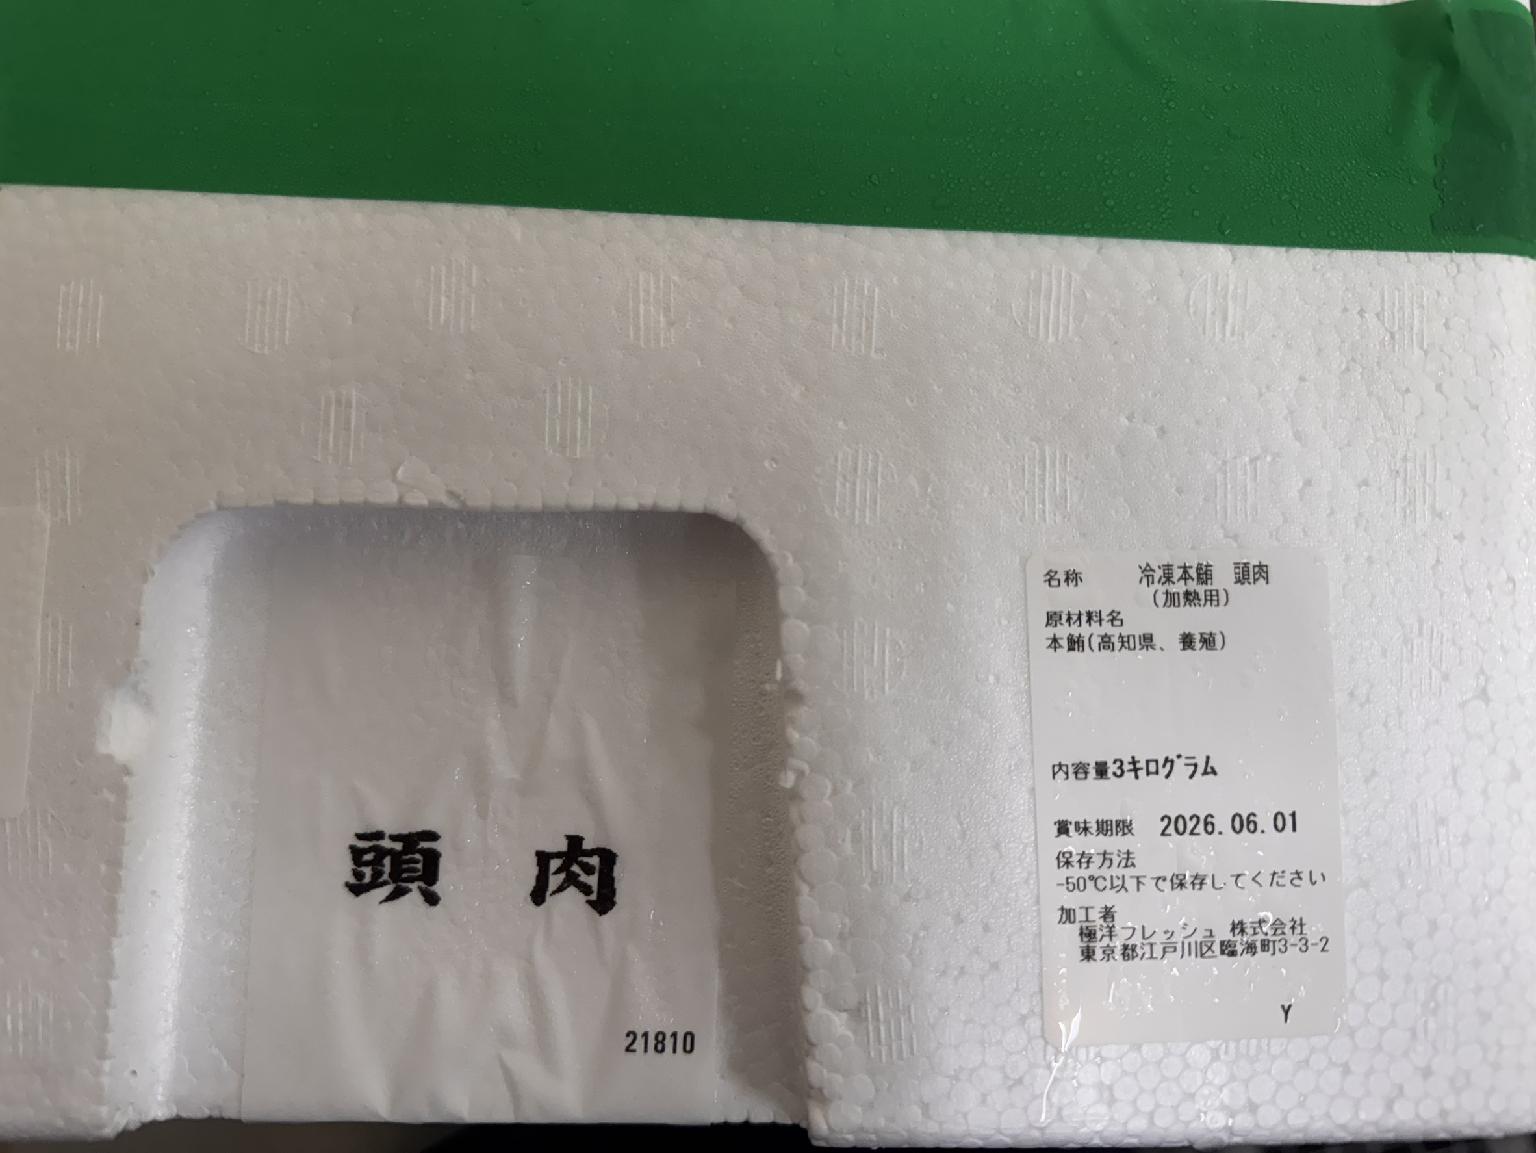 頭 肉
21810
名称 冷凍本鮪 頭肉
(加熱用)
原材料名
本鮪(高知県、養殖)
内容量3キログラム
賞味期限 2026.06.01
保存方法
-50℃以下で保存してください
加工者
極洋フレッシュ 株式会社
東京都江戸川区臨海町3-3-2
Y